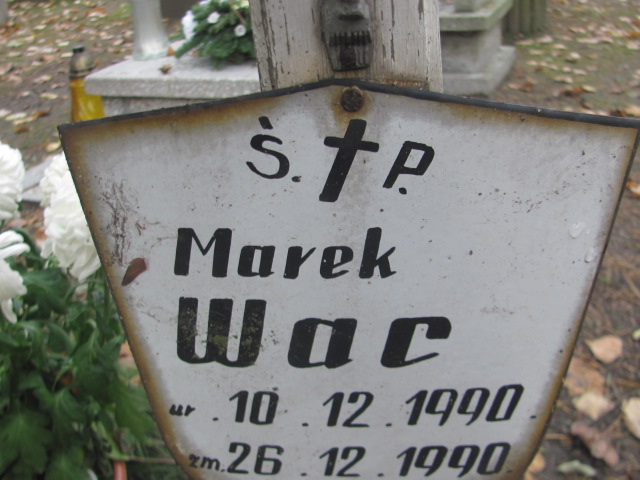 Ś. † P.
Marek
Wac
ur. 10.12.1990.
zm. 26.12.1990.